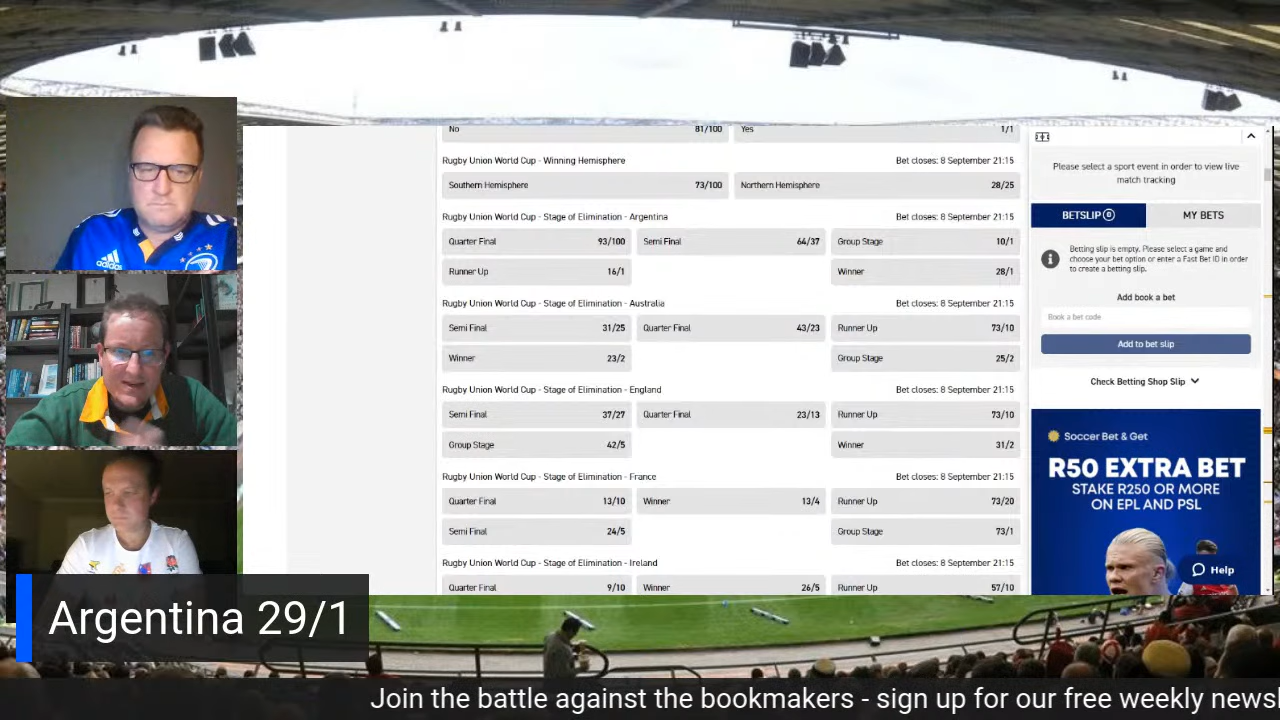 No 81/100 Yes 1/1
Rugby Union World Cup - Winning Hemisphere Bet closes: 8 September 21:15
Southern Hemisphere 73/100 Northern Hemisphere 28/25
Rugby Union World Cup - Stage of Elimination - Argentina Bet closes: 8 September 21:15
Quarter Final 93/100 Semi Final 64/37 Group Stage 10/1
Runner Up 16/1 Winner 28/1
Rugby Union World Cup - Stage of Elimination - Australia Bet closes: 8 September 21:15
Semi Final 31/25 Quarter Final 43/23 Runner Up 73/10
Winner 23/2 Group Stage 25/2
Rugby Union World Cup - Stage of Elimination - England Bet closes: 8 September 21:15
Semi Final 37/27 Quarter Final 23/13 Runner Up 73/10
Group Stage 42/5 Winner 31/2
Rugby Union World Cup - Stage of Elimination - France Bet closes: 8 September 21:15
Quarter Final 13/10 Winner 13/4 Runner Up 73/20
Semi Final 24/5 Group Stage 73/1
Rugby Union World Cup - Stage of Elimination - Ireland Bet closes: 8 September 21:15
Quarter Final 9/10 Winner 26/5 Runner Up 57/10
Please select a sport event in order to view live
match tracking
BETSLIP 0 MY BETS
Betting slip is empty. Please select a game and
choose your bet option or enter a Fast Bet ID in order
to create a betting slip.
Add book a bet
Book a bet code
Add to bet slip
Check Betting Shop Slip
Soccer Bet & Get
R50 EXTRA BET
STAKE R250 OR MORE
ON EPL AND PSL
Help
adidas
Argentina 29/1
Join the battle against the bookmakers - sign up for our free weekly newsl